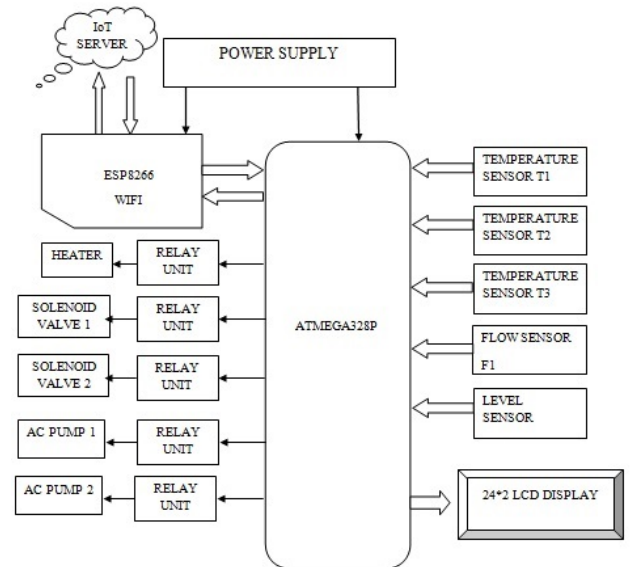 IoT
SERVER
POWER SUPPLY
ESP8266
WIFI
HEATER
RELAY
UNIT
SOLENOID
VALVE 1
RELAY
UNIT
SOLENOID
VALVE 2
RELAY
UNIT
AC PUMP 1
RELAY
UNIT
AC PUMP 2
RELAY
UNIT
ATMEGA328P
TEMPERATURE
SENSOR T1
TEMPERATURE
SENSOR T2
TEMPERATURE
SENSOR T3
FLOW SENSOR
F1
LEVEL
SENSOR
24*2 LCD DISPLAY